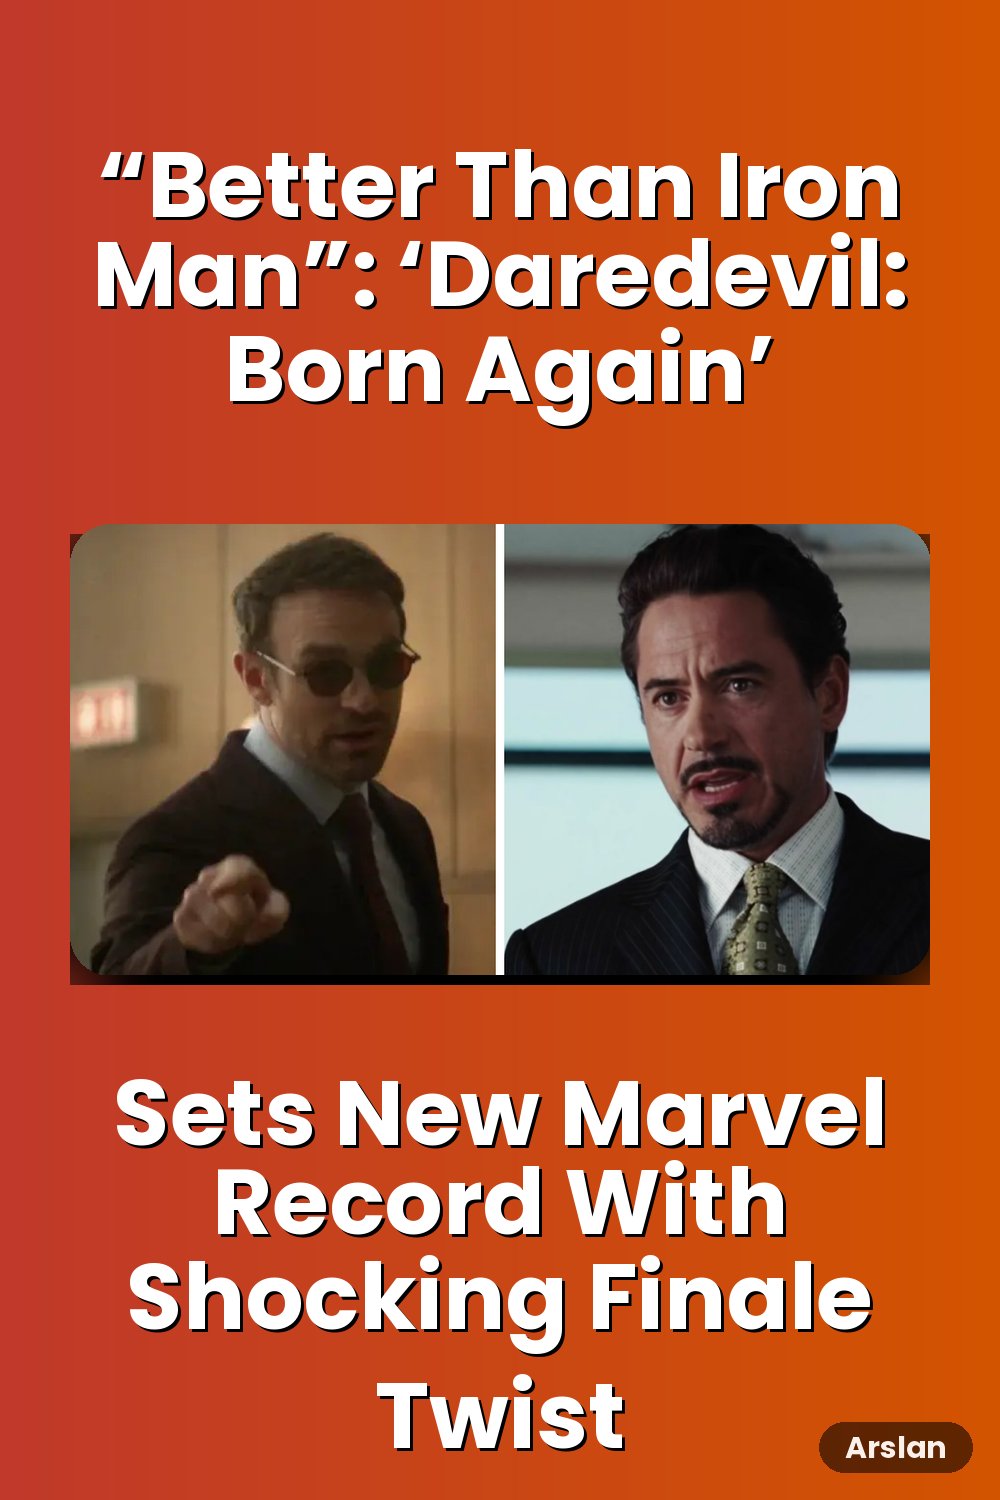 “Better Than Iron
Man”: ‘Daredevil:
Born Again’
Sets New Marvel
Record With
Shocking Finale
Twist
Arslan